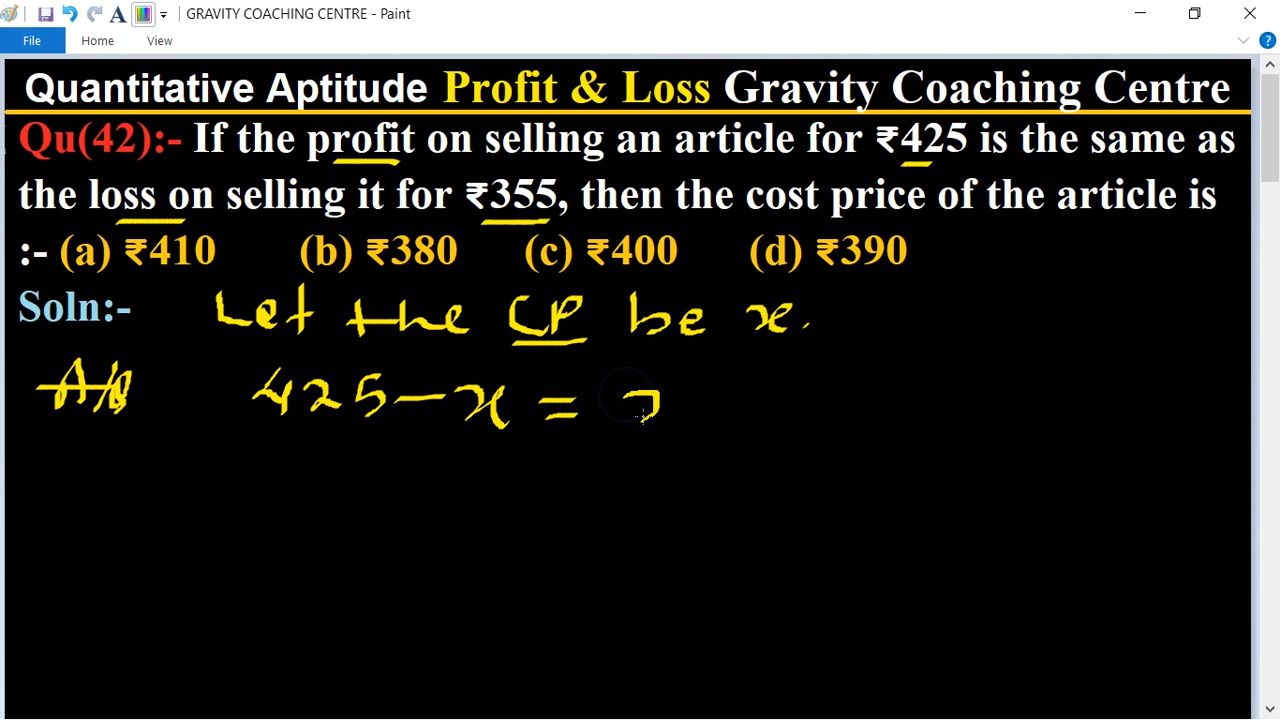 GRAVITY COACHING CENTRE - Paint
File Home View
Quantitative Aptitude Profit & Loss Gravity Coaching Centre
Qu(42):- If the profit on selling an article for ₹425 is the same as
the loss on selling it for ₹355, then the cost price of the article is
:- (a) ₹410 (b) ₹380 (c) ₹400 (d) ₹390
Soln:- Let the CP be x.
A/Q 425 - x =